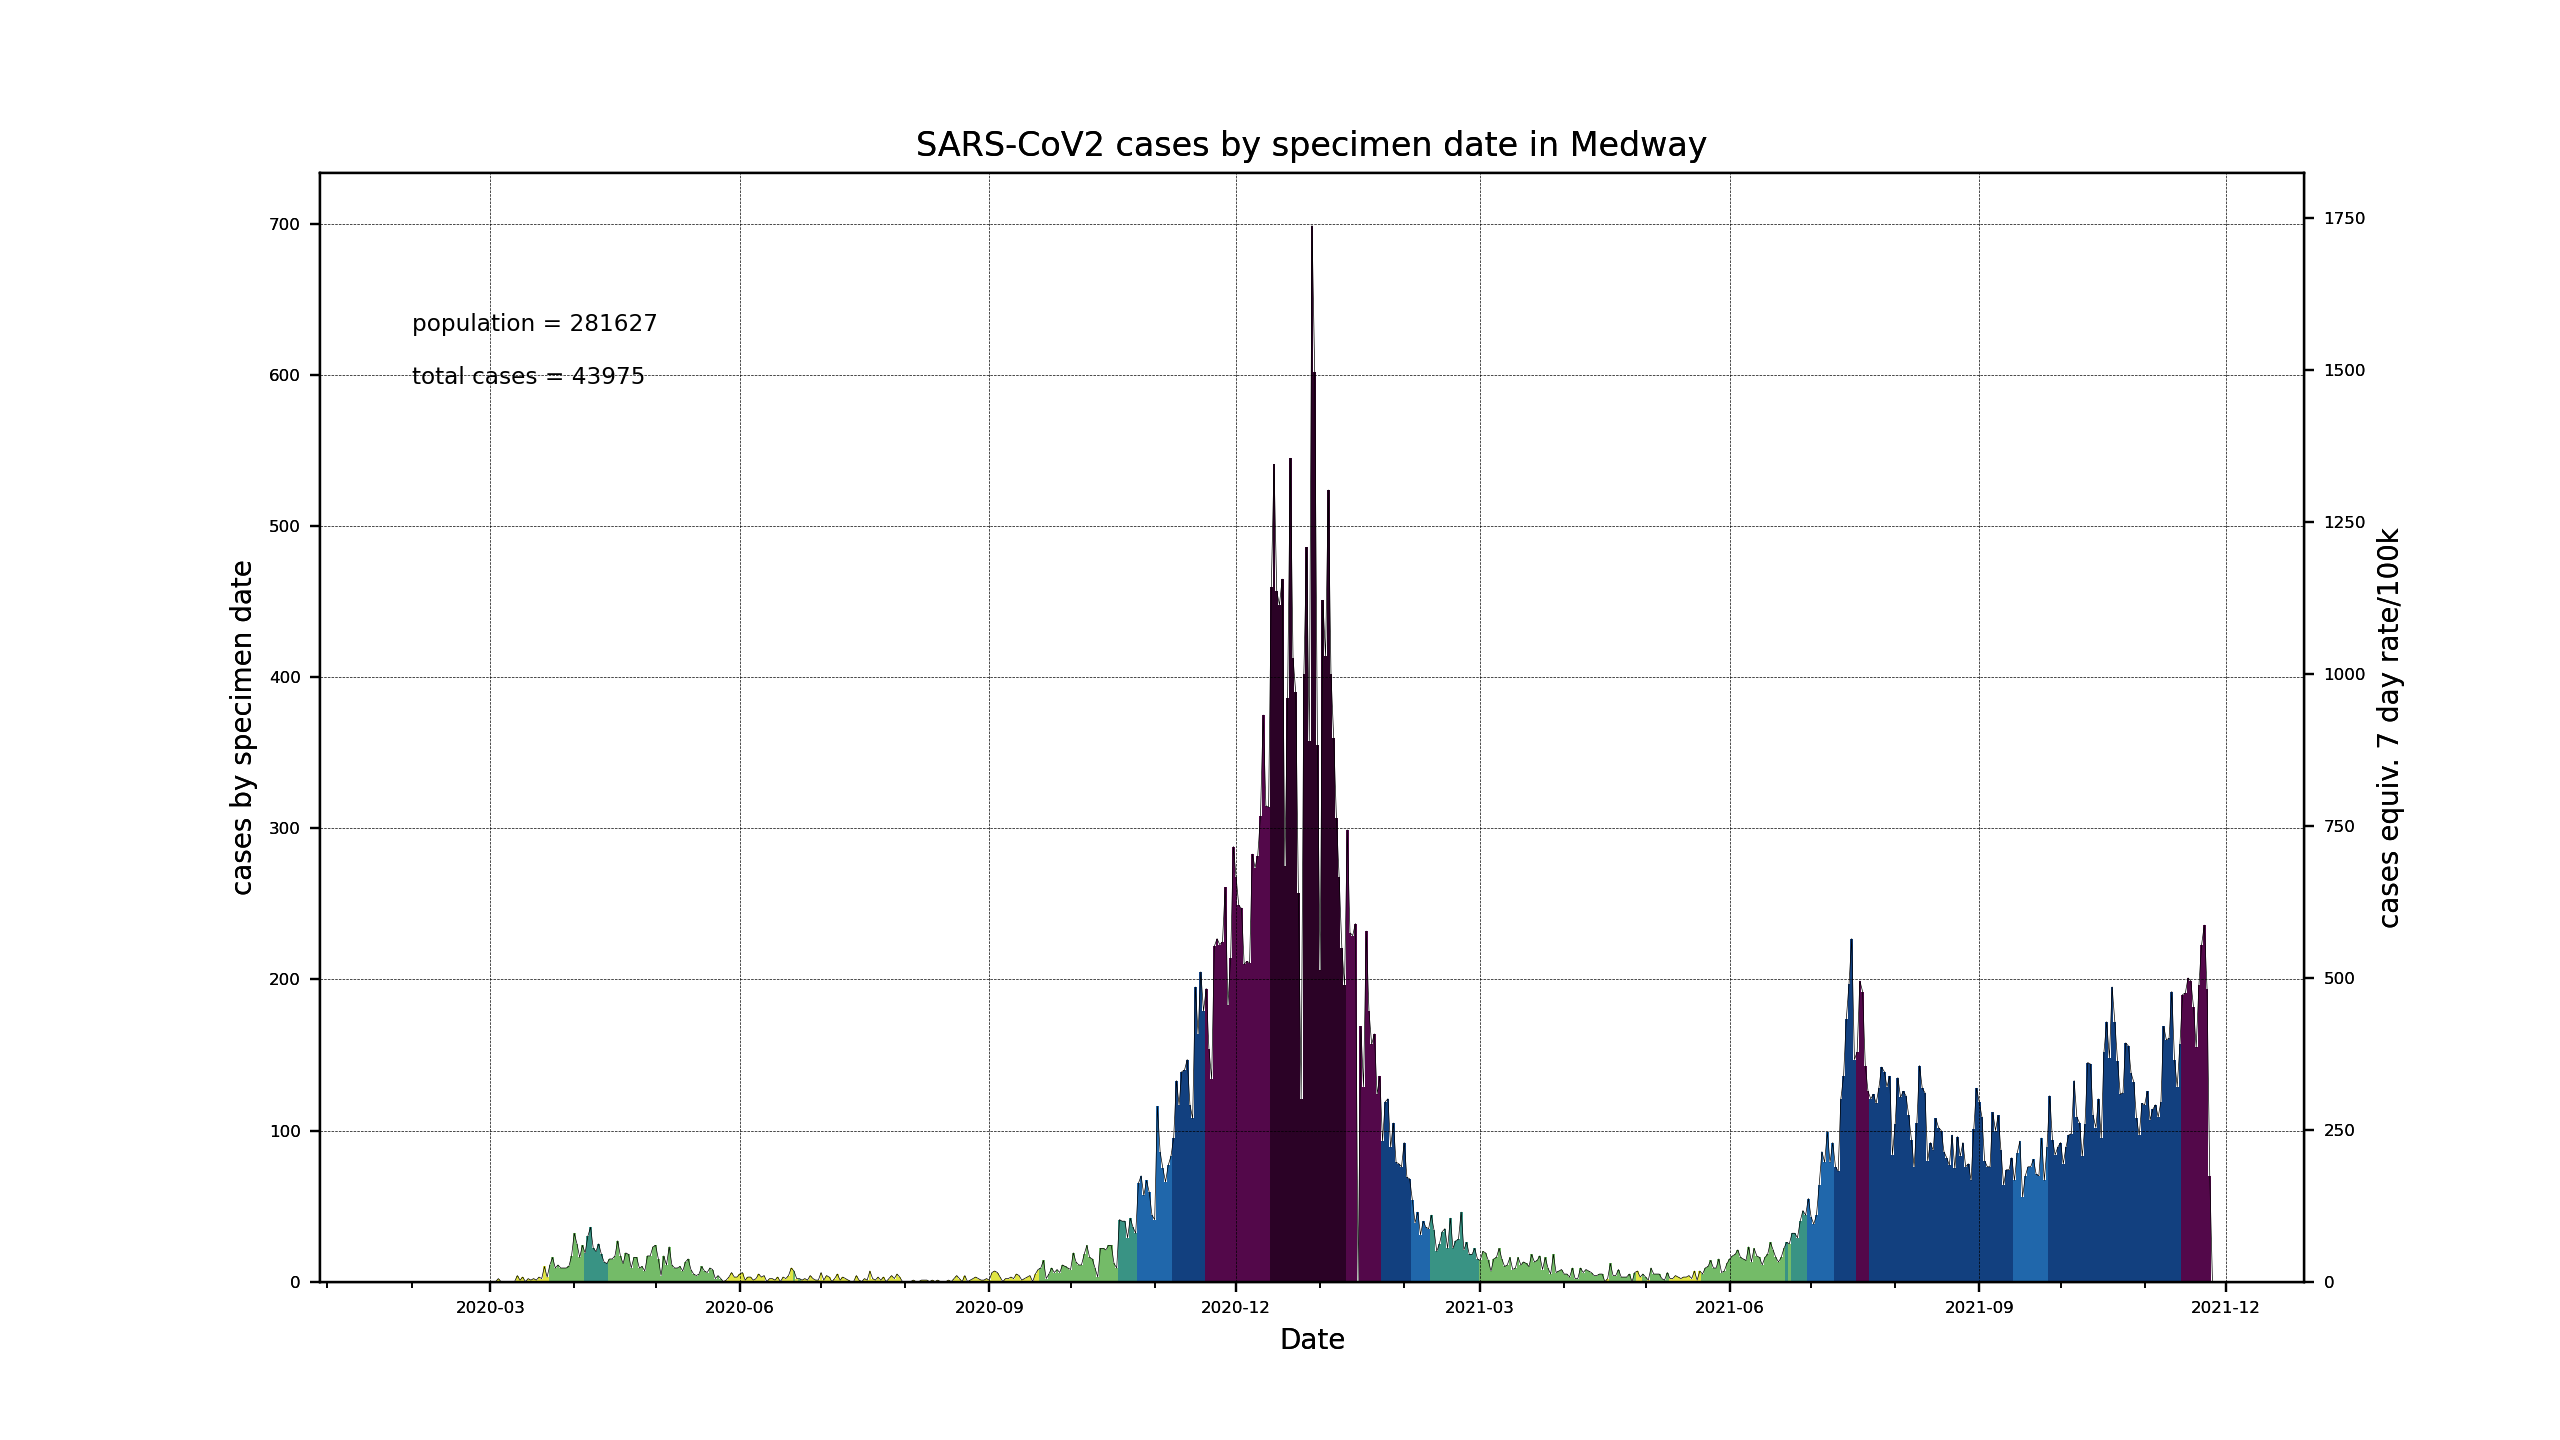 SARS-CoV2 cases by specimen date in Medway
population = 281627
total cases = 43975
cases by specimen date
700
600
500
400
300
200
100
0
1750
1500
1250
1000
750
500
250
0
cases equiv. 7 day rate/100k
2020-03 2020-06 2020-09 2020-12 2021-03 2021-06 2021-09 2021-12
Date